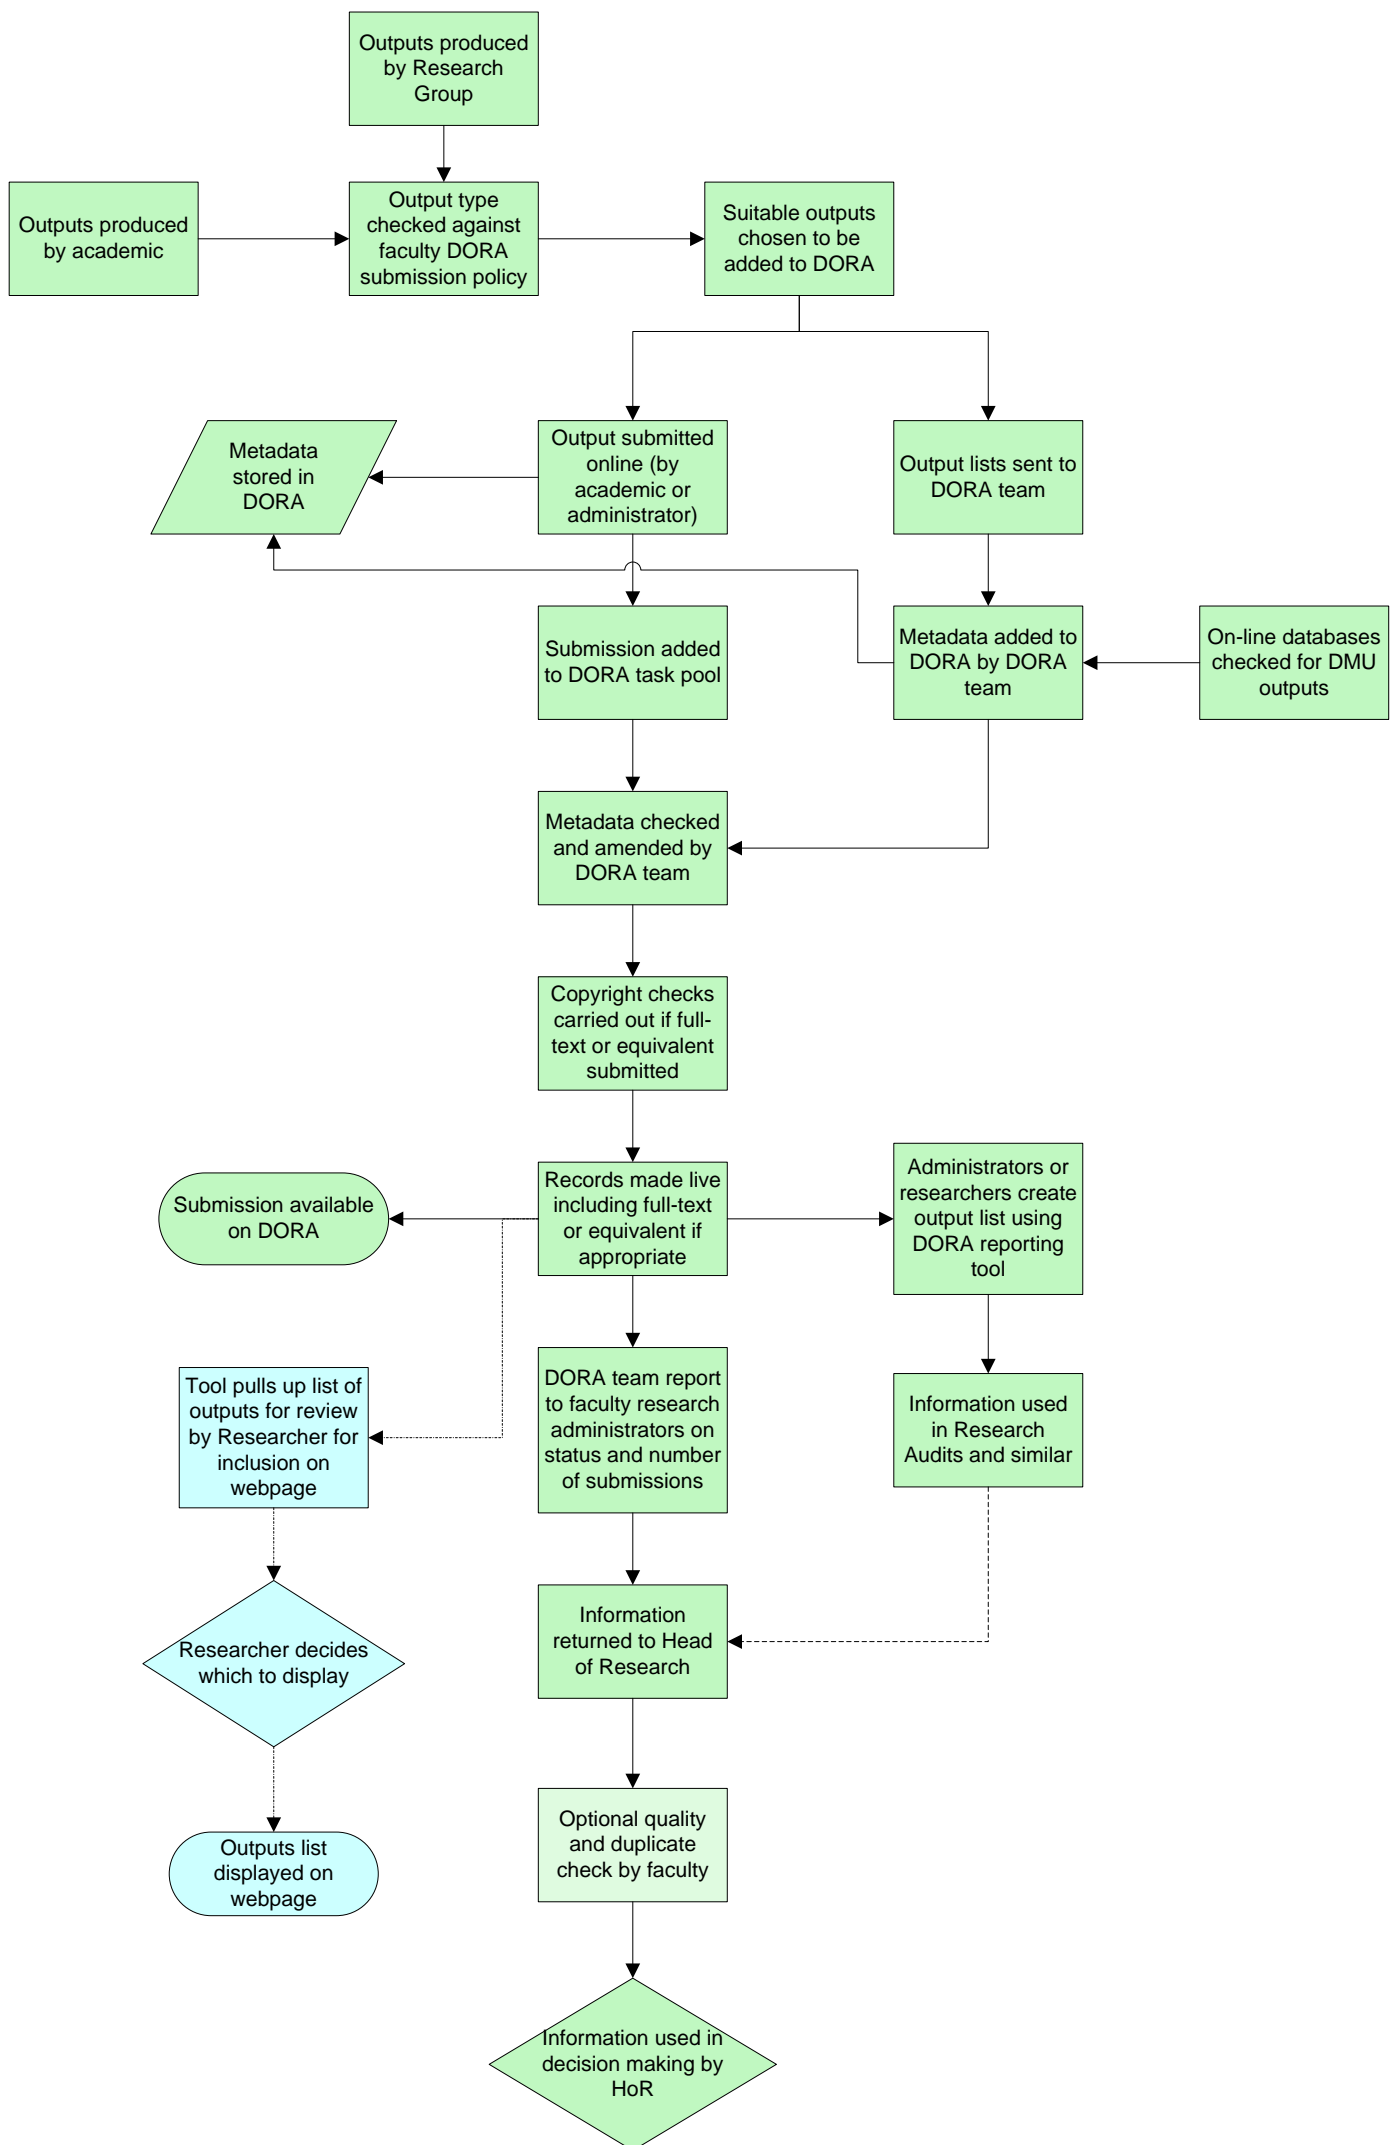 Outputs produced
by Research
Group
Outputs produced
by academic
Output type
checked against
faculty DORA
submission policy
Suitable outputs
chosen to be
added to DORA
Metadata
stored in
DORA
Output submitted
online (by
academic or
administrator)
Output lists sent to
DORA team
Submission added
to DORA task pool
Metadata added to
DORA by DORA
team
On-line databases
checked for DMU
outputs
Metadata checked
and amended by
DORA team
Copyright checks
carried out if full-
text or equivalent
submitted
Submission available
on DORA
Records made live
including full-text
or equivalent if
appropriate
Administrators or
researchers create
output list using
DORA reporting
tool
Tool pulls up list of
outputs for review
by Researcher for
inclusion on
webpage
DORA team report
to faculty research
administrators on
status and number
of submissions
Information used
in Research
Audits and similar
Researcher decides
which to display
Information
returned to Head
of Research
Outputs list
displayed on
webpage
Optional quality
and duplicate
check by faculty
Information used in
decision making by
HoR